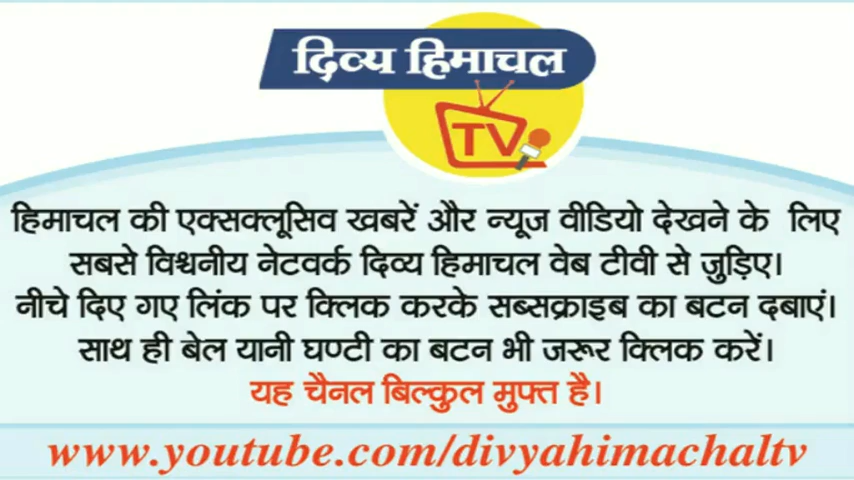 दिव्य हिमाचल
TV
हिमाचल की एक्सक्लूसिव खबरें और न्यूज वीडियो देखने के लिए
सबसे विश्वनीय नेटवर्क दिव्य हिमाचल वेब टीवी से जुड़िए।
नीचे दिए गए लिंक पर क्लिक करके सब्सक्राइब का बटन दबाएं।
साथ ही बेल यानी घण्टी का बटन भी जरूर क्लिक करें।
यह चैनल बिल्कुल मुफ्त है।
www.youtube.com/divyahimachaltv